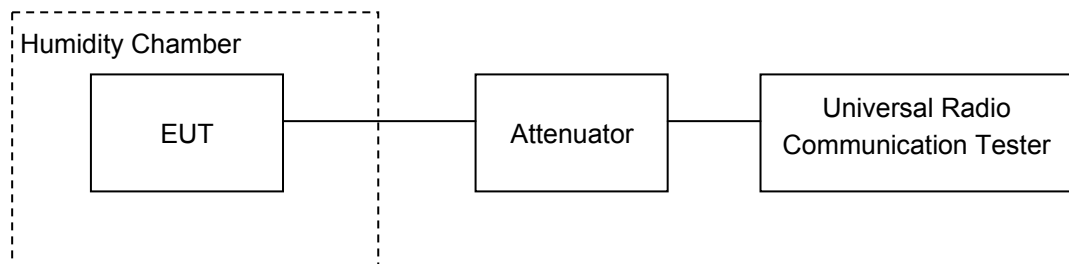 Humidity Chamber
EUT
Attenuator
Universal Radio
Communication Tester